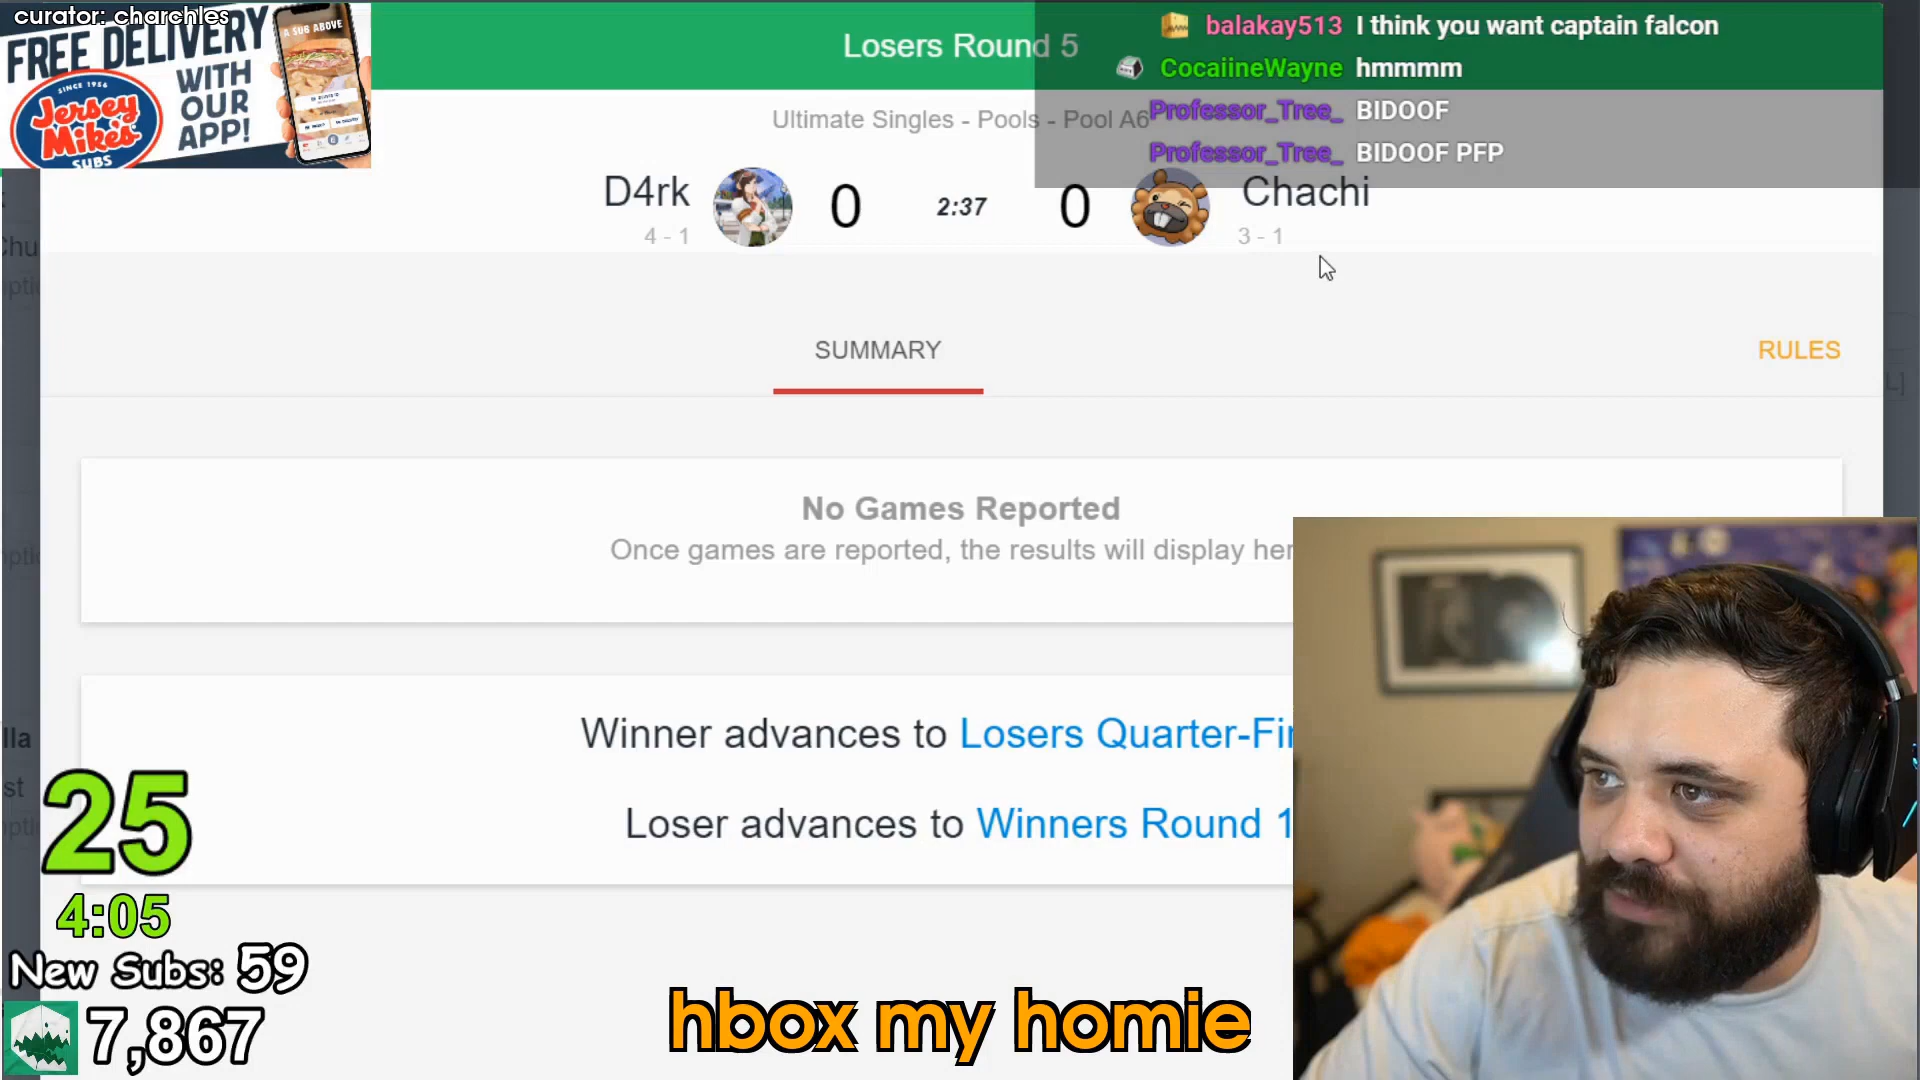 curator: charchles
FREE DELIVERY
WITH
OUR
APP!
SINCE 1956
Jersey
Mike's
SUBS
A SUB ABOVE
Losers Round 5
balakay513 I think you want captain falcon
CocaiineWayne hmmmm
Professor_Tree_ BIDOOF
Professor_Tree_ BIDOOF PFP
Ultimate Singles - Pools - Pool A6
D4rk 0 2:37 0 Chachi
4 - 1 3 - 1
SUMMARY
RULES
No Games Reported
Once games are reported, the results will display her
Winner advances to Losers Quarter-Fi
Loser advances to Winners Round 1
lla
st
25
4:05
New Subs: 59
7,867
hbox my homie